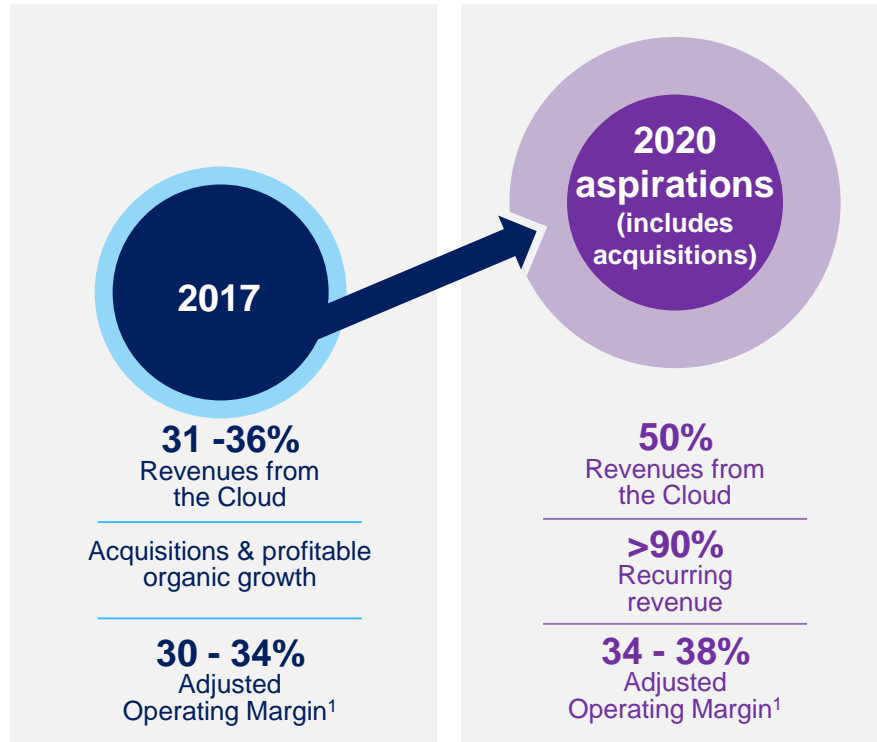 2017
31 -36%
Revenues from
the Cloud
Acquisitions & profitable
organic growth
30 - 34%
Adjusted
Operating Margin¹
2020
aspirations
(includes
acquisitions)
50%
Revenues from
the Cloud
>90%
Recurring
revenue
34 - 38%
Adjusted
Operating Margin¹